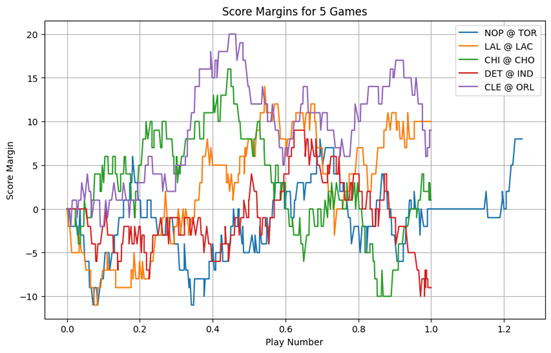 Score Margins for 5 Games
NOP @ TOR
LAL @ LAC
CHI @ CHO
DET @ IND
CLE @ ORL
Score Margin
20
15
10
5
0
−5
−10
0.0 0.2 0.4 0.6 0.8 1.0 1.2
Play Number